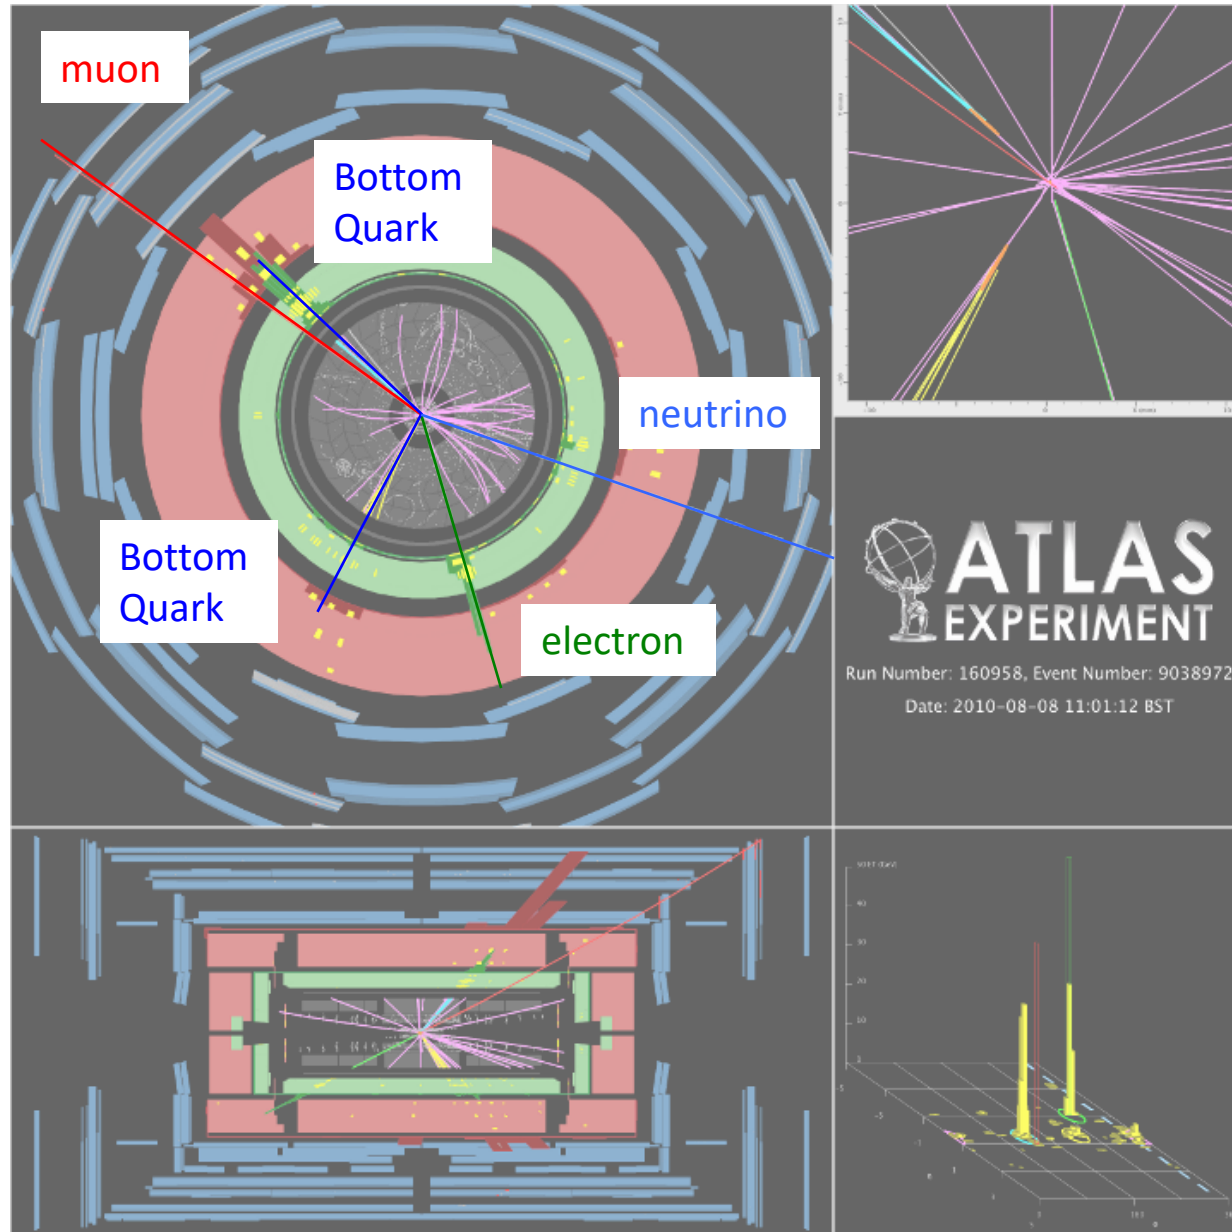 muon
Bottom
Quark
neutrino
Bottom
Quark
electron
ATLAS
EXPERIMENT
Run Number: 160958, Event Number: 9038972
Date: 2010-08-08 11:01:12 BST